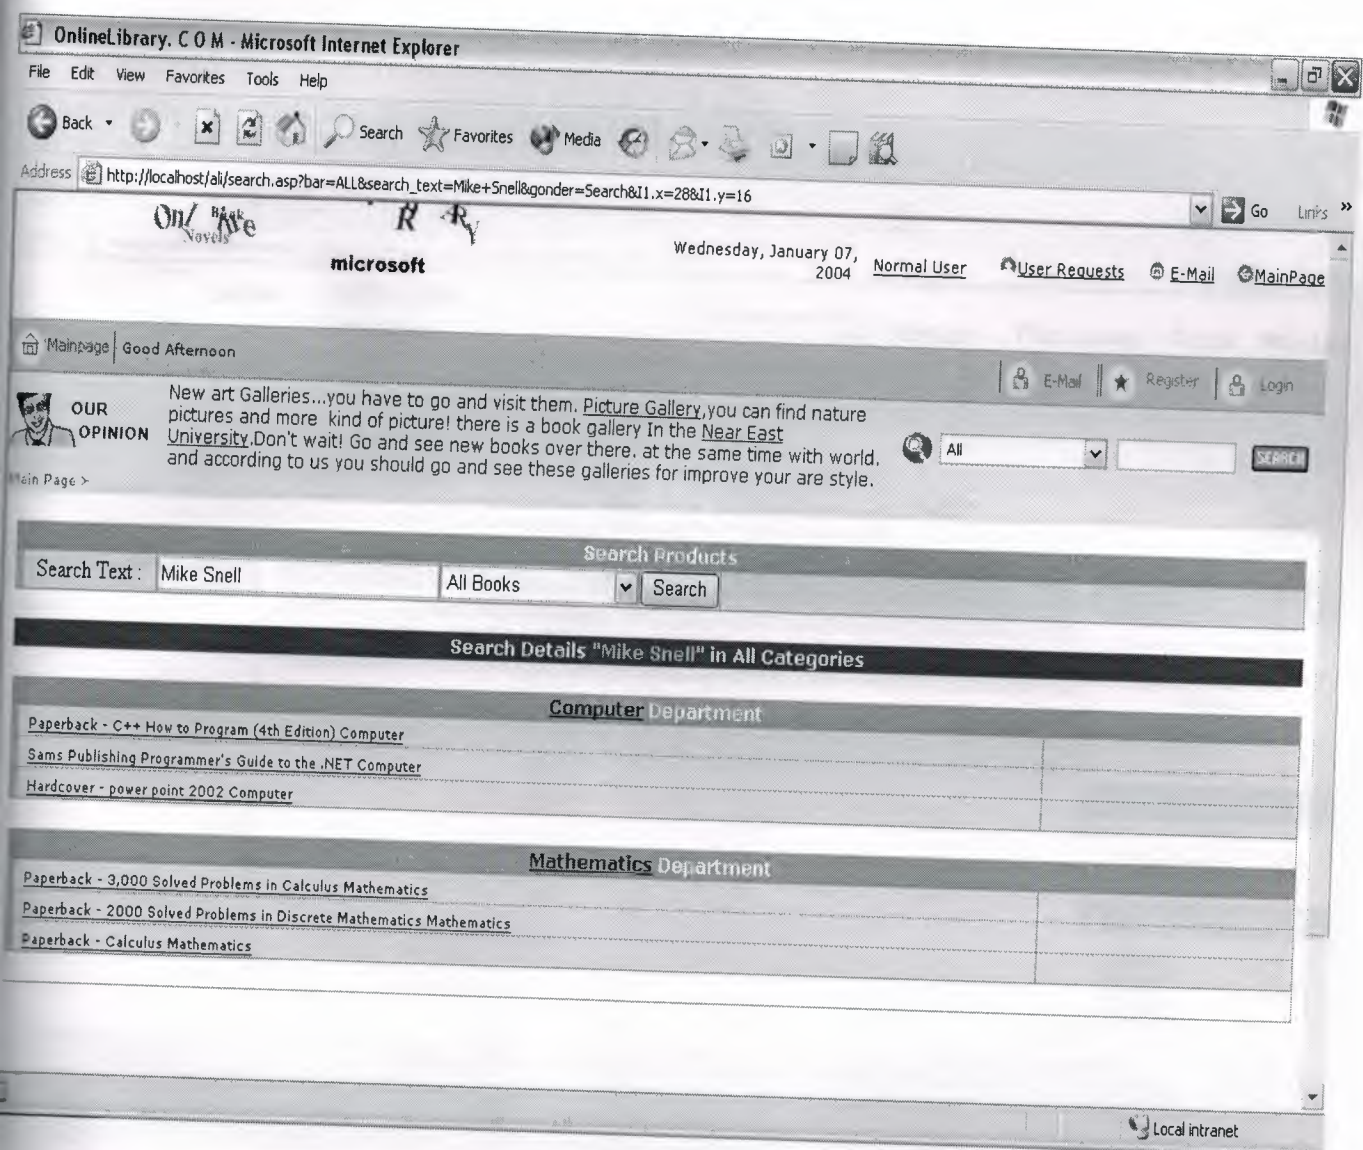 OnlineLibrary. C O M - Microsoft Internet Explorer
File Edit View Favorites Tools Help
Back Search Favorites Media
Address http://localhost/ali/search.asp?bar=ALL&search_text=Mike+Snell&gonder=Search&I1.x=28&I1.y=16 Go Links »
Novels
microsoft
Wednesday, January 07, 2004 Normal User User Requests E-Mail MainPage
Mainpage Good Afternoon E-Mail Register Login
OUR OPINION
New art Galleries...you have to go and visit them. Picture Gallery,you can find nature
pictures and more kind of picture! there is a book gallery In the Near East
University.Don't wait! Go and see new books over there. at the same time with world.
and according to us you should go and see these galleries for improve your are style.
All SEARCH
Main Page >
Search Products
Search Text : Mike Snell All Books Search
Search Details "Mike Snell" in All Categories
Computer Department
Paperback - C++ How to Program (4th Edition) Computer
Sams Publishing Programmer's Guide to the .NET Computer
Hardcover - power point 2002 Computer
Mathematics Department
Paperback - 3,000 Solved Problems in Calculus Mathematics
Paperback - 2000 Solved Problems in Discrete Mathematics Mathematics
Paperback - Calculus Mathematics
Local intranet